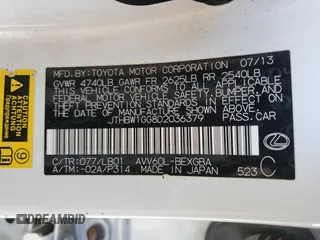 MFD. BY: TOYOTA MOTOR CORPORATION 07/13
GVWR 4740LB GAWR FR 2625LB RR 2540LB
THIS VEHICLE CONFORMS TO ALL APPLICABLE
FEDERAL MOTOR VEHICLE SAFETY, BUMPER,
AND THEFT PREVENTION STANDARDS IN EFFECT
ON THE DATE OF MANUFACTURE SHOWN ABOVE.
JTHBW1GG8D2036379 PASS.CAR
C/TR:077/LB01 AVV60L-BEXGBA
A/TM:-02A/P314 MADE IN JAPAN 523 C
DREAMBID